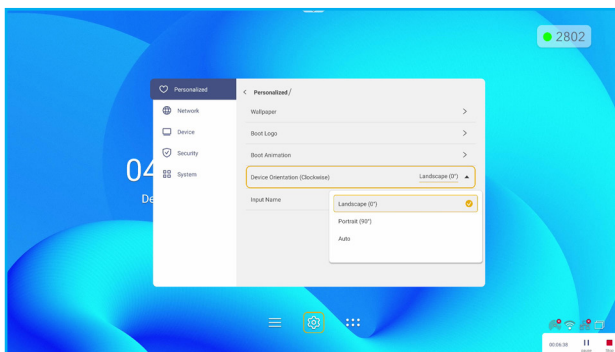 2802
Personalized
Network
Device
Security
System
Personalized/
Wallpaper
Boot Logo
Boot Animation
Device Orientation (Clockwise) Landscape (0°)
Input Name
Landscape (0°)
Portrait (90°)
Auto
04
De
00:06:38